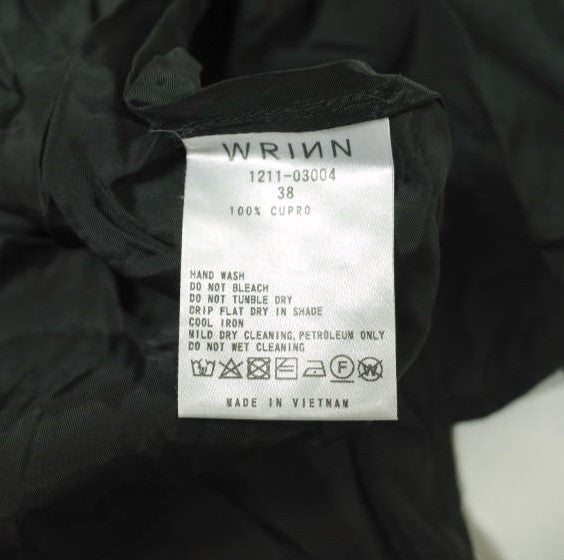 WRIИN
1211-03004
38
100% CUPRO
HAND WASH
DO NOT BLEACH
DO NOT TUMBLE DRY
DRIP FLAT DRY IN SHADE
COOL IRON
MILD DRY CLEANING, PETROLEUM ONLY
DO NOT WET CLEANING
MADE IN VIETNAM